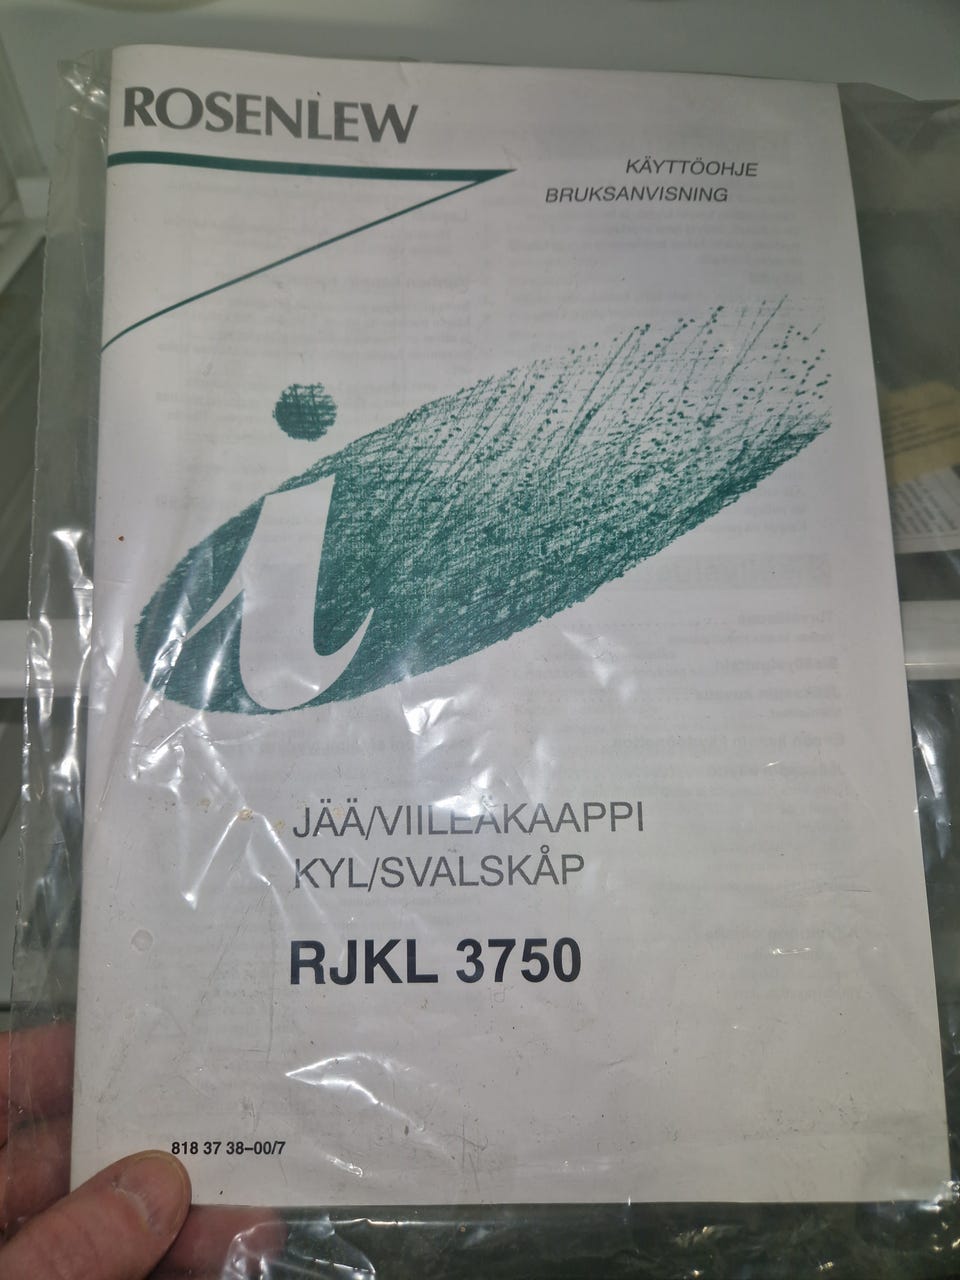 ROSENLEW
KÄYTTÖOHJE
BRUKSANVISNING
i
JÄÄ/VIILEÄKAAPPI
KYL/SVALSKÅP
RJKL 3750
818 37 38–00/7